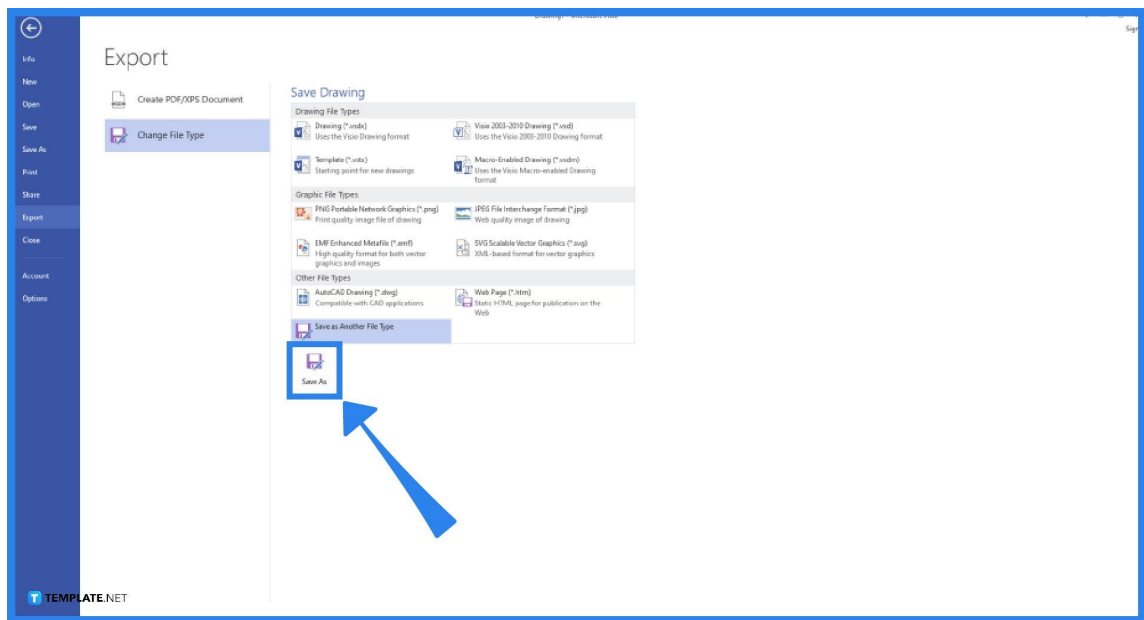 Sign
Info
New
Open
Save
Save As
Print
Share
Export
Close
Account
Options
Export
Create PDF/XPS Document
Change File Type
Save Drawing
Drawing File Types
Drawing (*.vsdx)
Uses the Visio Drawing format
Visio 2003-2010 Drawing (*.vsd)
Uses the Visio 2003-2010 Drawing format
Template (*.vstx)
Starting point for new drawings
Macro-Enabled Drawing (*.vsdm)
Uses the Visio Macro-enabled Drawing
format
Graphic File Types
PNG Portable Network Graphics (*.png)
Print quality image file of drawing
JPEG File Interchange Format (*.jpg)
Web quality image of drawing
EMF Enhanced Metafile (*.emf)
High quality format for both vector
graphics and images
SVG Scalable Vector Graphics (*.svg)
XML-based format for vector graphics
Other File Types
AutoCAD Drawing (*.dwg)
Compatible with CAD applications
Web Page (*.htm)
Static HTML page for publication on the
Web
Save as Another File Type
Save As
T TEMPLATE.NET